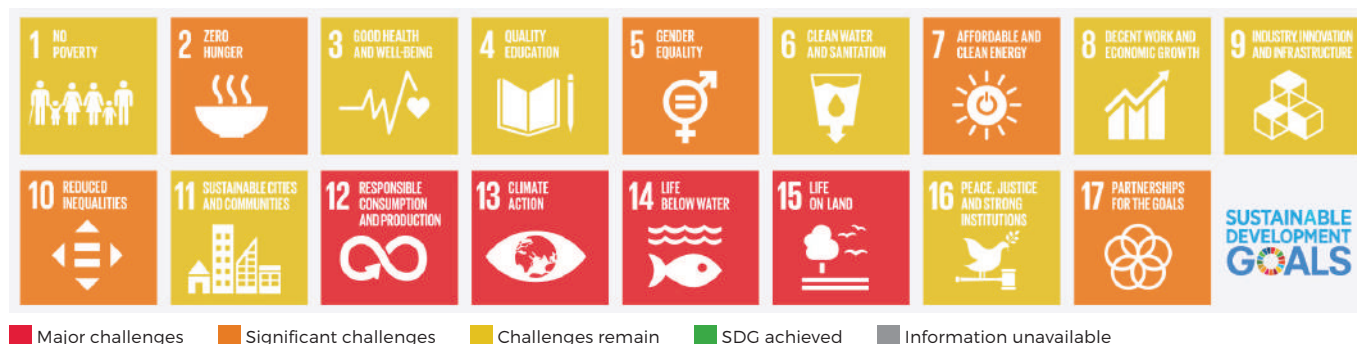 1 NO POVERTY
2 ZERO HUNGER
3 GOOD HEALTH AND WELL-BEING
4 QUALITY EDUCATION
5 GENDER EQUALITY
6 CLEAN WATER AND SANITATION
7 AFFORDABLE AND CLEAN ENERGY
8 DECENT WORK AND ECONOMIC GROWTH
9 INDUSTRY, INNOVATION AND INFRASTRUCTURE
10 REDUCED INEQUALITIES
11 SUSTAINABLE CITIES AND COMMUNITIES
12 RESPONSIBLE CONSUMPTION AND PRODUCTION
13 CLIMATE ACTION
14 LIFE BELOW WATER
15 LIFE ON LAND
16 PEACE, JUSTICE AND STRONG INSTITUTIONS
17 PARTNERSHIPS FOR THE GOALS
SUSTAINABLE
DEVELOPMENT
GOALS
Major challenges Significant challenges Challenges remain SDG achieved Information unavailable